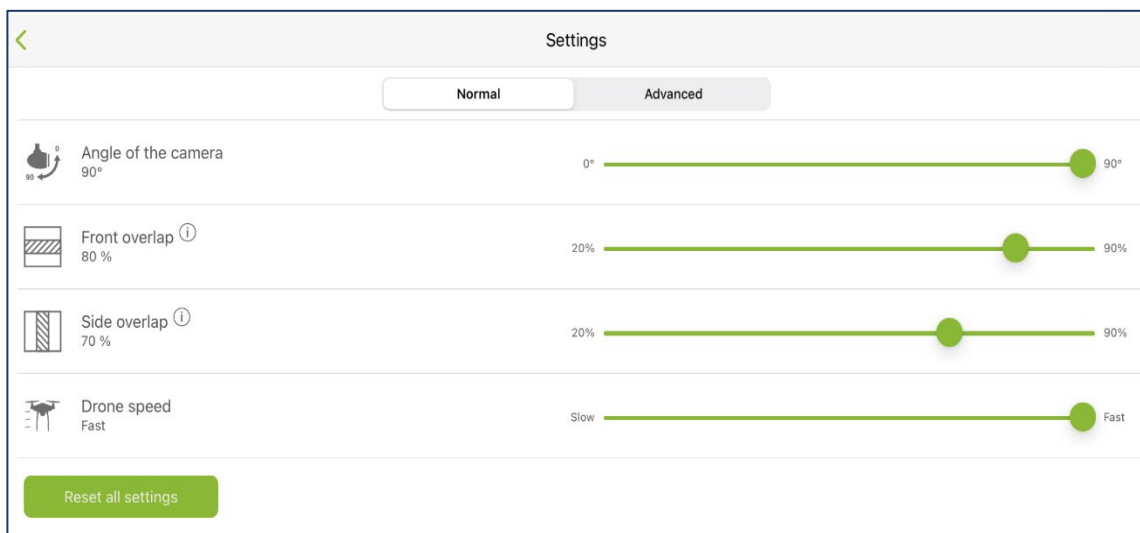 Settings
Normal Advanced
Angle of the camera
90°
0° 90°
0
90
Front overlap i
80 %
20% 90%
Side overlap i
70 %
20% 90%
Drone speed
Fast
Slow Fast
Reset all settings